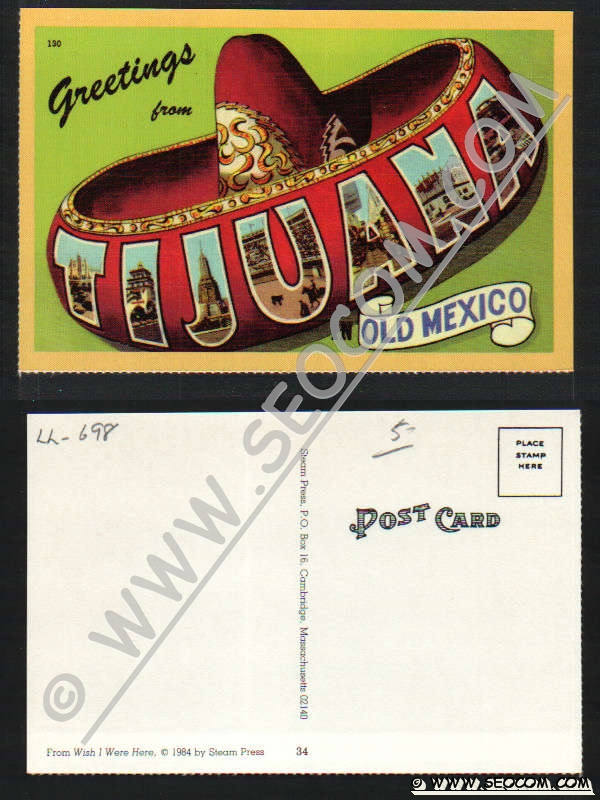 130
Greetings
from
TIJUANA
IN OLD MEXICO
© WWW.SEOCOM.COM
LL-698
5-
PLACE
STAMP
HERE
POST CARD
Steam Press, P.O. Box 16, Cambridge, Massachusetts 02140
From Wish I Were Here, © 1984 by Steam Press
34
© WWW.SEOCOM.COM